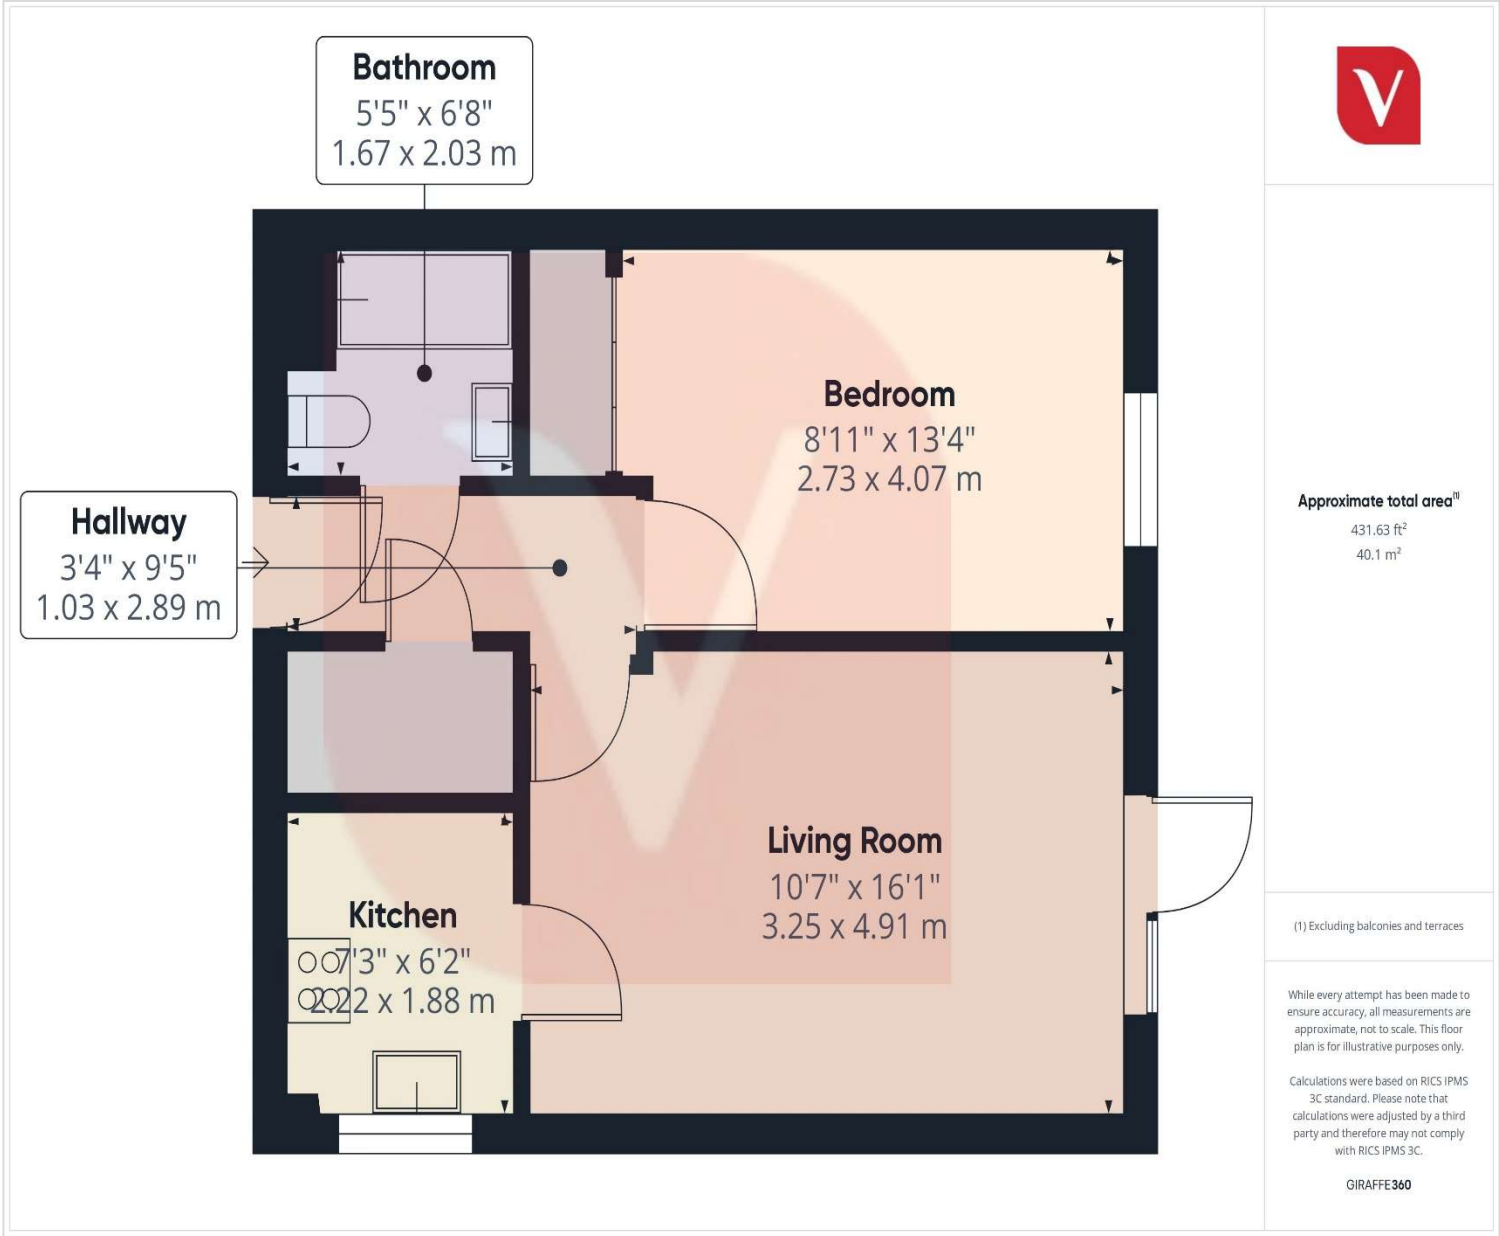 Bathroom
5'5" x 6'8"
1.67 x 2.03 m
Bedroom
8'11" x 13'4"
2.73 x 4.07 m
Hallway
3'4" x 9'5"
1.03 x 2.89 m
Living Room
10'7" x 16'1"
3.25 x 4.91 m
Kitchen
7'3" x 6'2"
2.22 x 1.88 m
V
Approximate total area⁽¹⁾
431.63 ft²
40.1 m²
(1) Excluding balconies and terraces
While every attempt has been made to
ensure accuracy, all measurements are
approximate, not to scale. This floor
plan is for illustrative purposes only.
Calculations were based on RICS IPMS
3C standard. Please note that
calculations were adjusted by a third
party and therefore may not comply
with RICS IPMS 3C.
GIRAFFE360